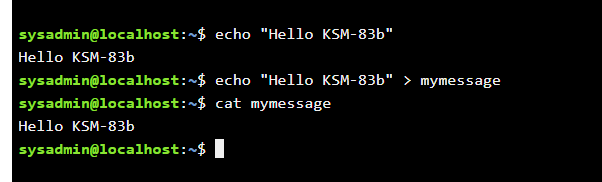 sysadmin@localhost:~$ echo "Hello KSM-83b"
Hello KSM-83b
sysadmin@localhost:~$ echo "Hello KSM-83b" > mymessage
sysadmin@localhost:~$ cat mymessage
Hello KSM-83b
sysadmin@localhost:~$